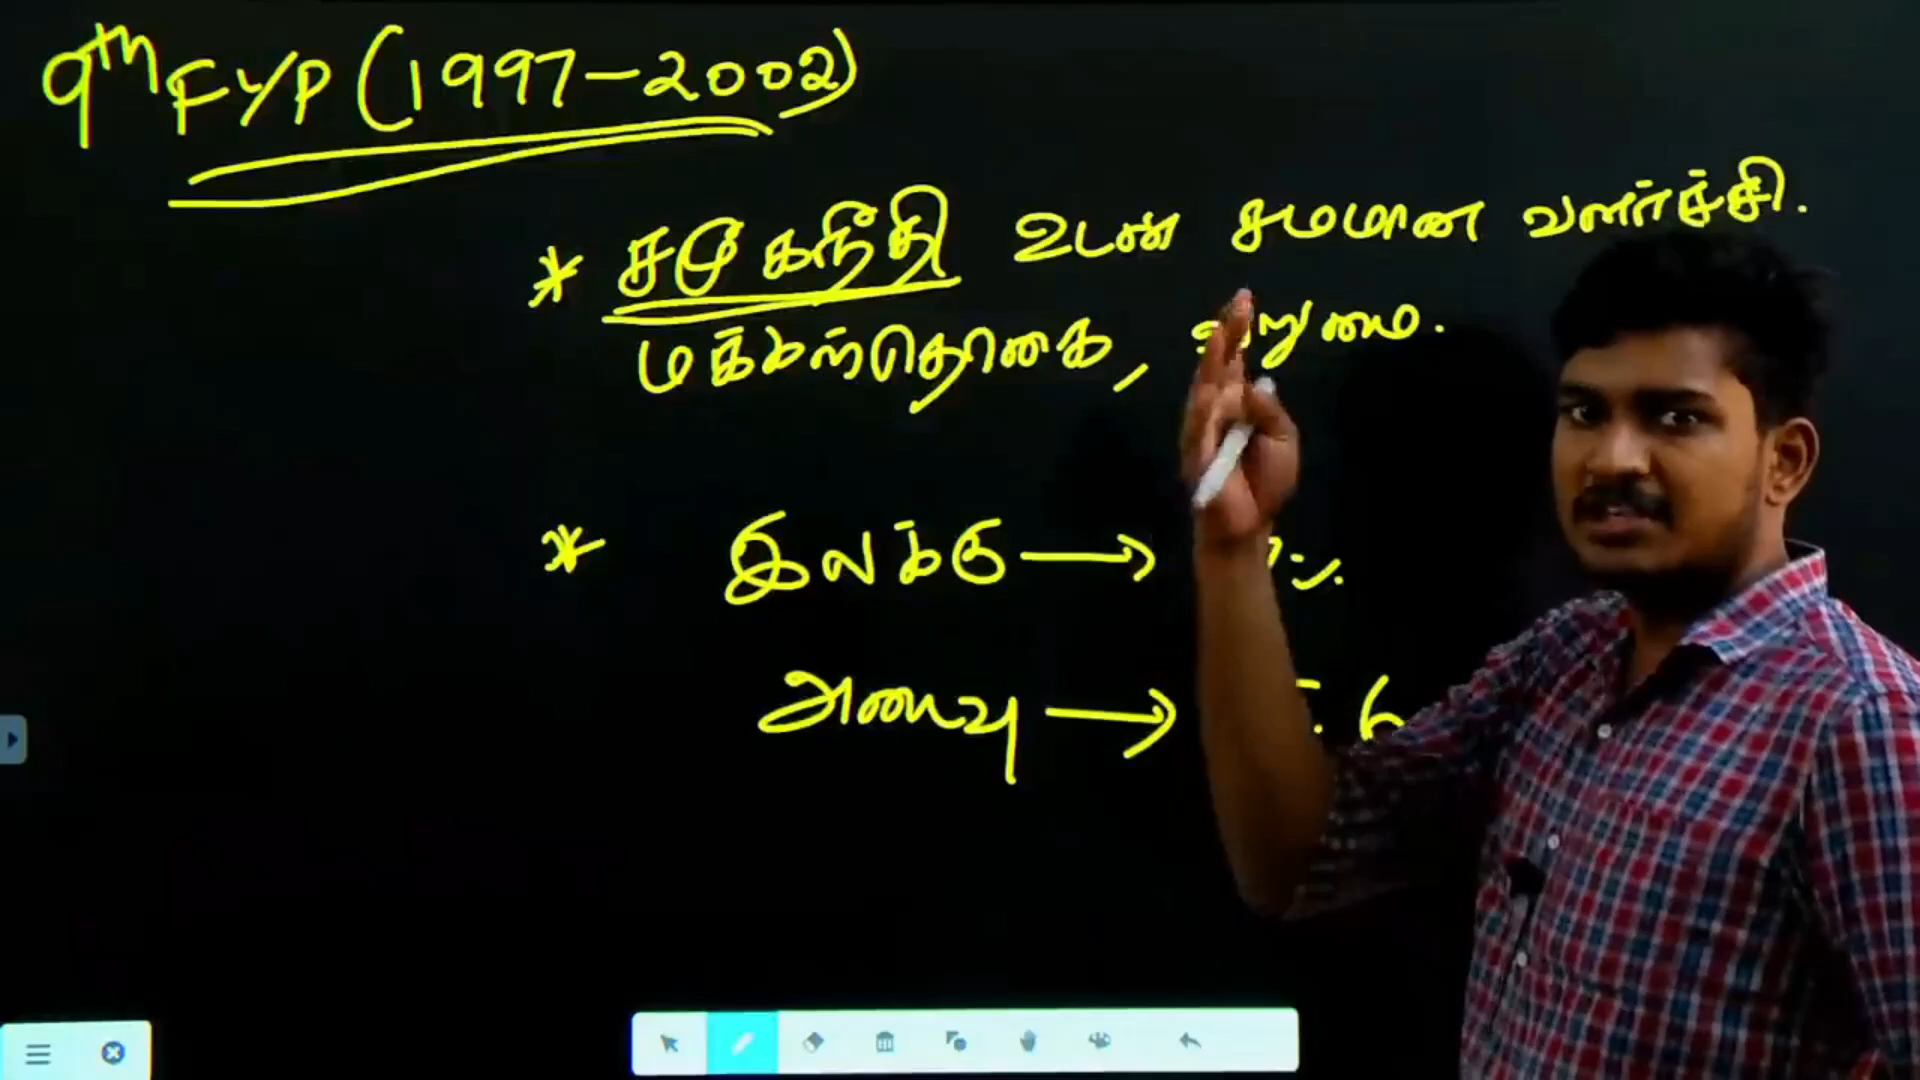 9th FYP (1997-2002)
* சமூகநீதி உடன் சமமான வளர்ச்சி.
மக்கள்தொகை,
* இலக்கு →
அடைவு →